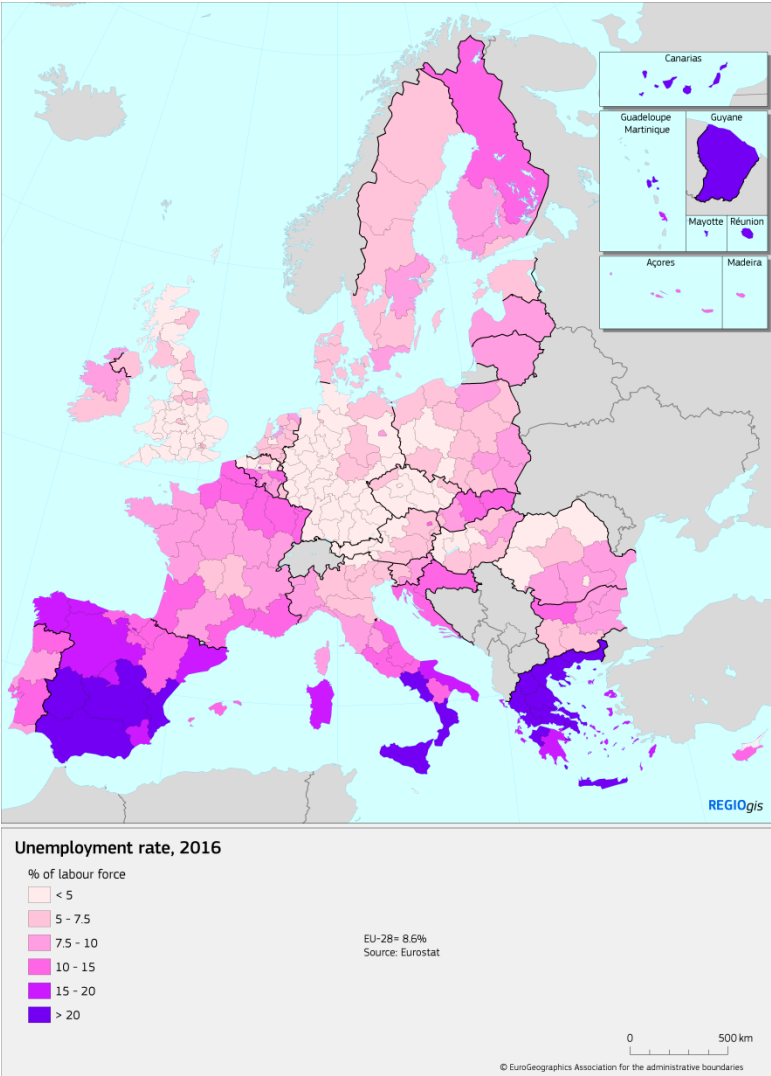 Canarias
Guadeloupe
Martinique
Guyane
Mayotte
Réunion
Açores
Madeira
REGIOgis
Unemployment rate, 2016
% of labour force
< 5
5 - 7.5
7.5 - 10
10 - 15
15 - 20
> 20
EU-28= 8.6%
Source: Eurostat
0 500 km
© EuroGeographics Association for the administrative boundaries